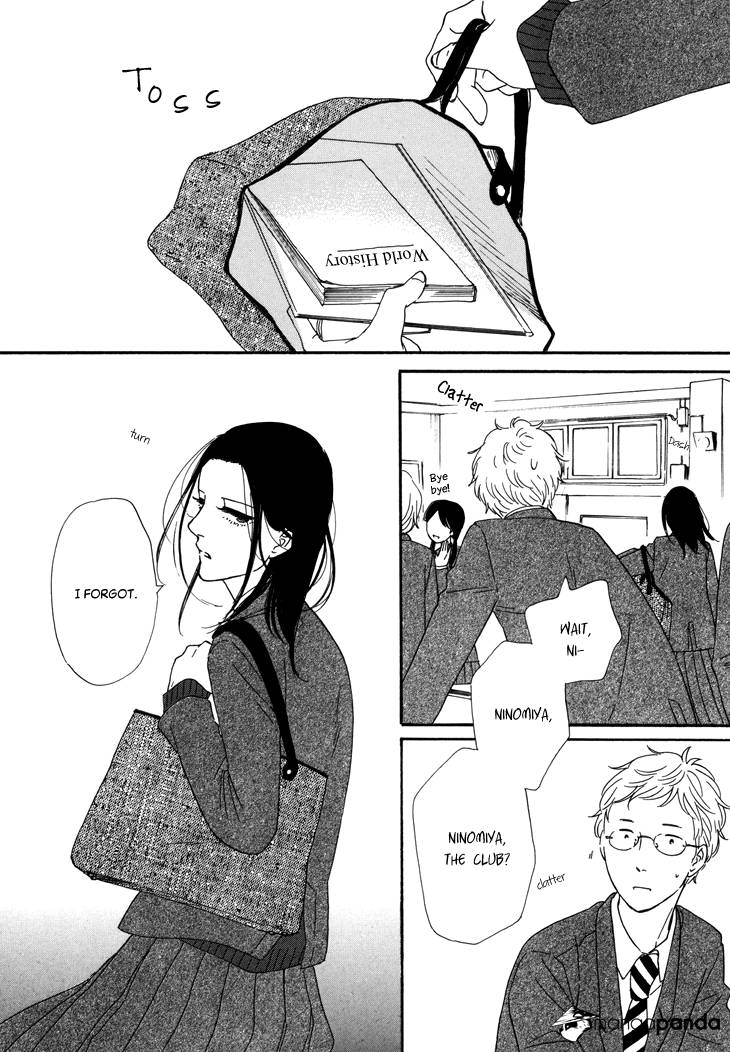 Toss
World History
Clatter
Dash
Bye
bye!
WAIT,
NI-
NINOMIYA,
NINOMIYA,
THE CLUB?
clatter
turn
I FORGOT.
mangapanda